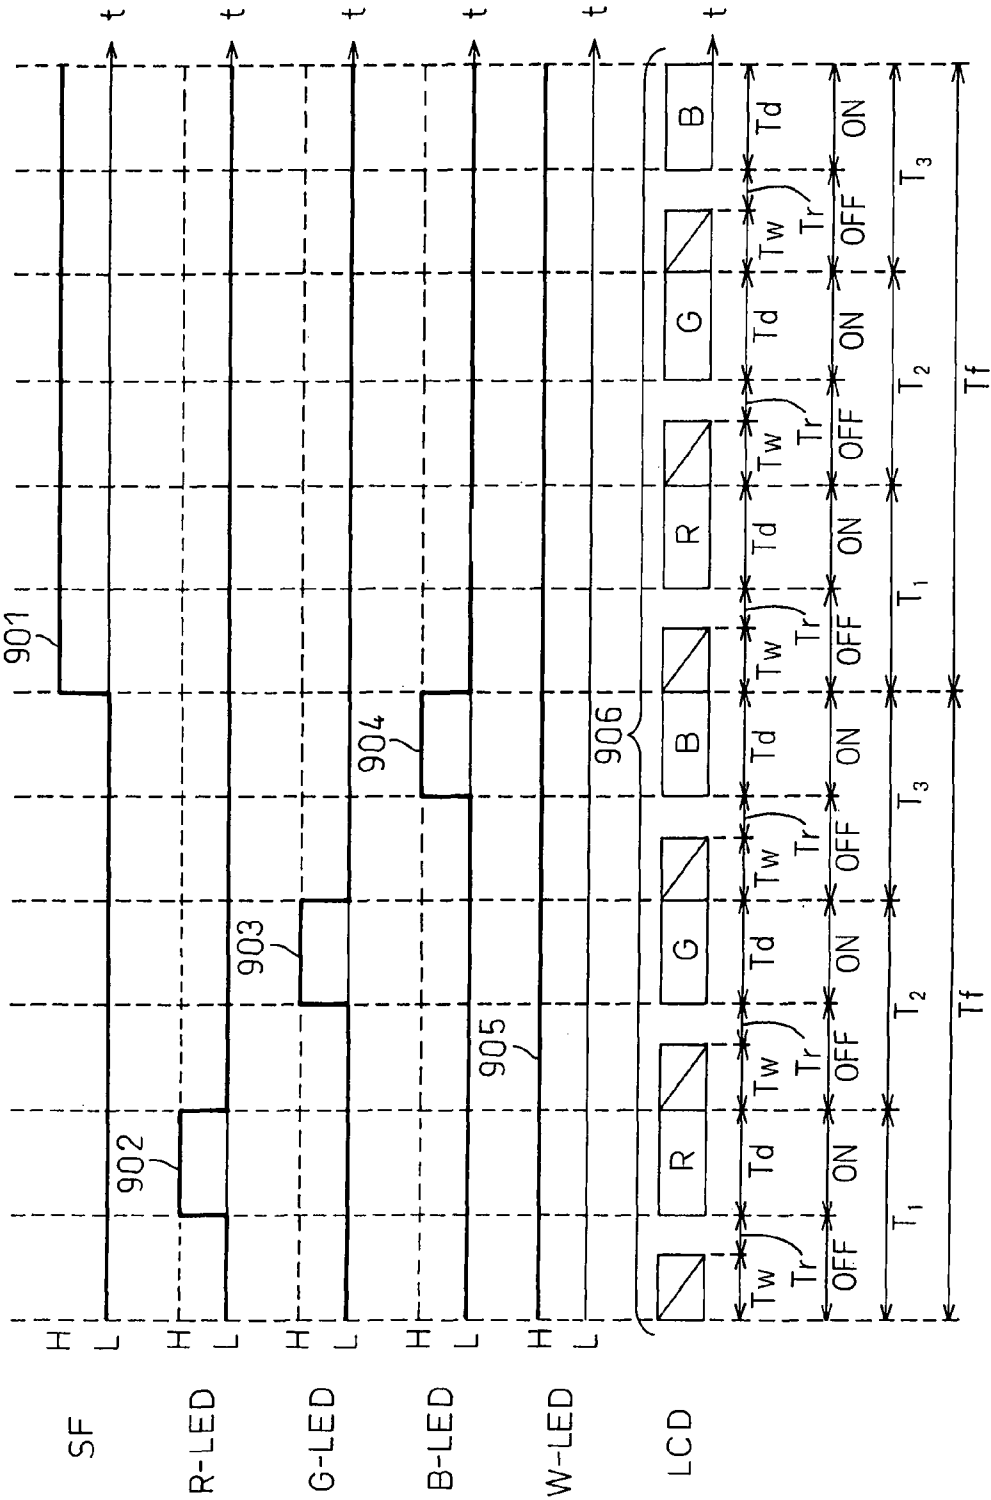 SF
H
L
901
t
R-LED
H
L
902
t
G-LED
H
L
903
t
B-LED
H
L
904
t
W-LED
H
L
905
t
906
LCD
R
G
B
R
G
B
t
Tw
Tr
Td
Tw
Tr
Td
Tw
Tr
Td
Tw
Tr
Td
Tw
Tr
Td
Tw
Tr
Td
OFF
ON
OFF
ON
OFF
ON
OFF
ON
OFF
ON
OFF
ON
T1
T2
T3
T1
T2
T3
Tf
Tf